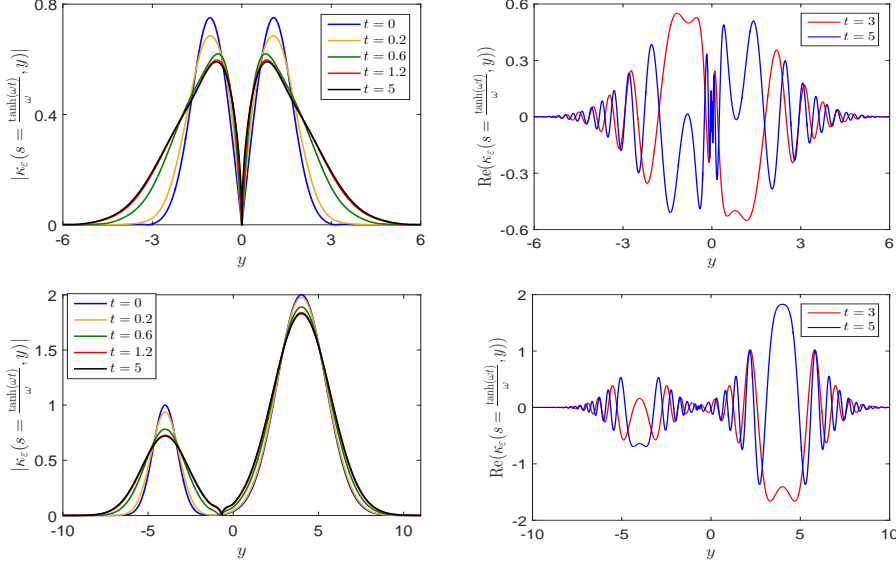 |κ_ε(s = tanh(ωt)/ω, y)|
0.8
0.4
0
-6 -3 0 3 6
y
t = 0
t = 0.2
t = 0.6
t = 1.2
t = 5
Re(κ_ε(s = tanh(ωt)/ω, y))
0.6
0.3
0
-0.3
-0.6
-6 -3 0 3 6
y
t = 3
t = 5
|κ_ε(s = tanh(ωt)/ω, y)|
2
1.5
1
0.5
0
-10 -5 0 5 10
y
t = 0
t = 0.2
t = 0.6
t = 1.2
t = 5
Re(κ_ε(s = tanh(ωt)/ω, y))
2
1
0
-1
-2
-10 -5 0 5 10
y
t = 3
t = 5